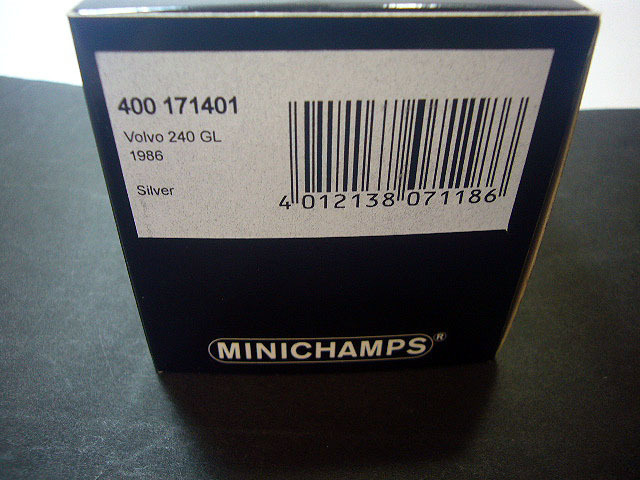 400 171401
Volvo 240 GL
1986
Silver
4 012138 071186
MINICHAMPS®